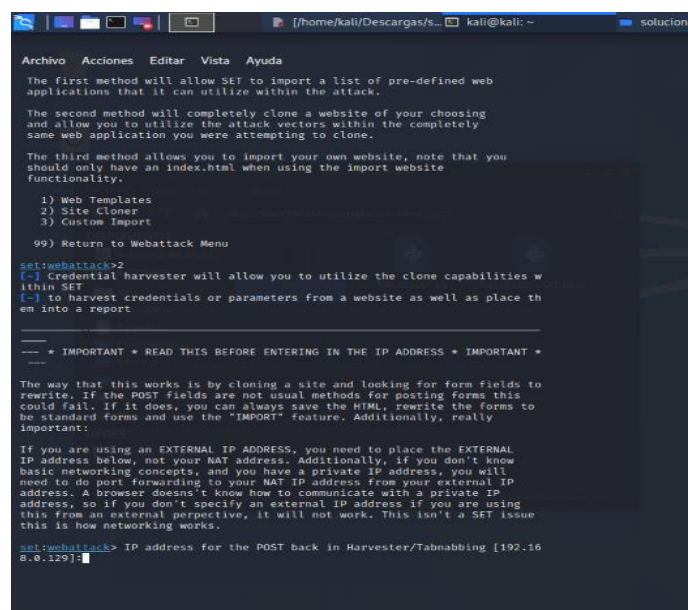 [/home/kali/Descargas/s... kali@kali: ~ solucion
Archivo Acciones Editar Vista Ayuda
The first method will allow SET to import a list of pre-defined web
applications that it can utilize within the attack.
The second method will completely clone a website of your choosing
and allow you to utilize the attack vectors within the completely
same web application you were attempting to clone.
The third method allows you to import your own website, note that you
should only have an index.html when using the import website
functionality.
1) Web Templates
2) Site Cloner
3) Custom Import
99) Return to Webattack Menu
set:webattack>2
[-] Credential harvester will allow you to utilize the clone capabilities w
ithin SET
[-] to harvest credentials or parameters from a website as well as place th
em into a report
--- * IMPORTANT * READ THIS BEFORE ENTERING IN THE IP ADDRESS * IMPORTANT *
---
The way that this works is by cloning a site and looking for form fields to
rewrite. If the POST fields are not usual methods for posting forms this
could fail. If it does, you can always save the HTML, rewrite the forms to
be standard forms and use the "IMPORT" feature. Additionally, really
important:
If you are using an EXTERNAL IP ADDRESS, you need to place the EXTERNAL
IP address below, not your NAT address. Additionally, if you don't know
basic networking concepts, and you have a private IP address, you will
need to do port forwarding to your NAT IP address from your external IP
address. A browser doesns't know how to communicate with a private IP
address, so if you don't specify an external IP address if you are using
this from an external perpective, it will not work. This isn't a SET issue
this is how networking works.
set:webattack> IP address for the POST back in Harvester/Tabnabbing [192.16
8.0.129]: